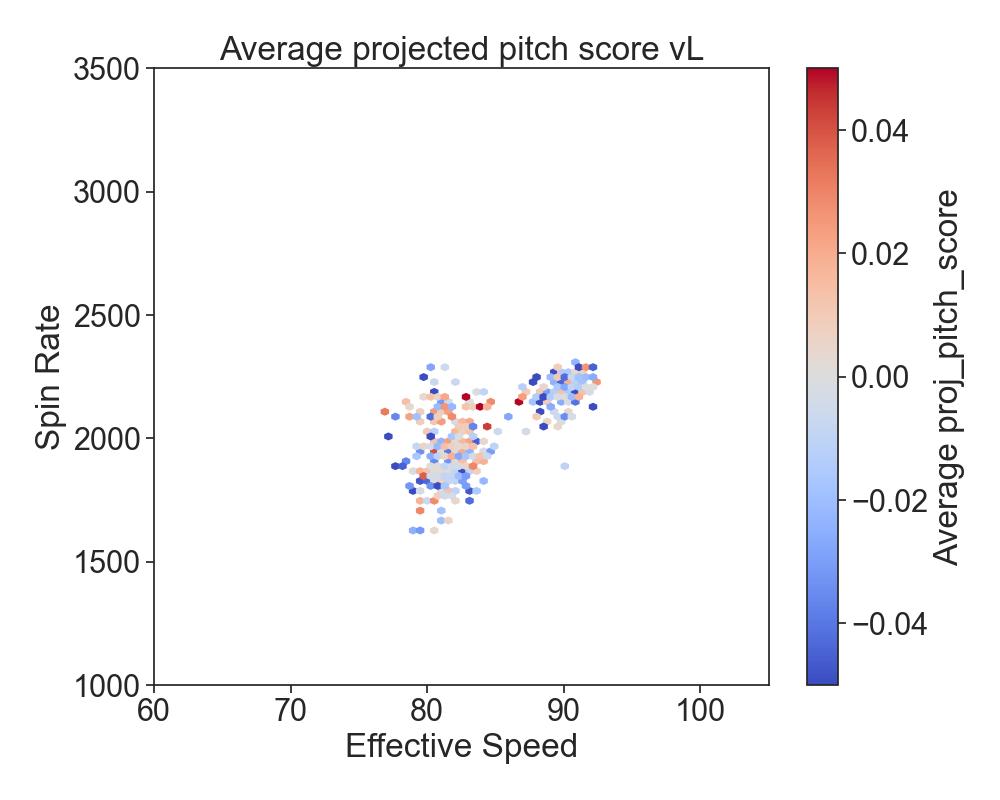 Average projected pitch score vL
3500
3000
2500
2000
1500
1000
Spin Rate
60 70 80 90 100
Effective Speed
0.04
0.02
0.00
−0.02
−0.04
Average proj_pitch_score